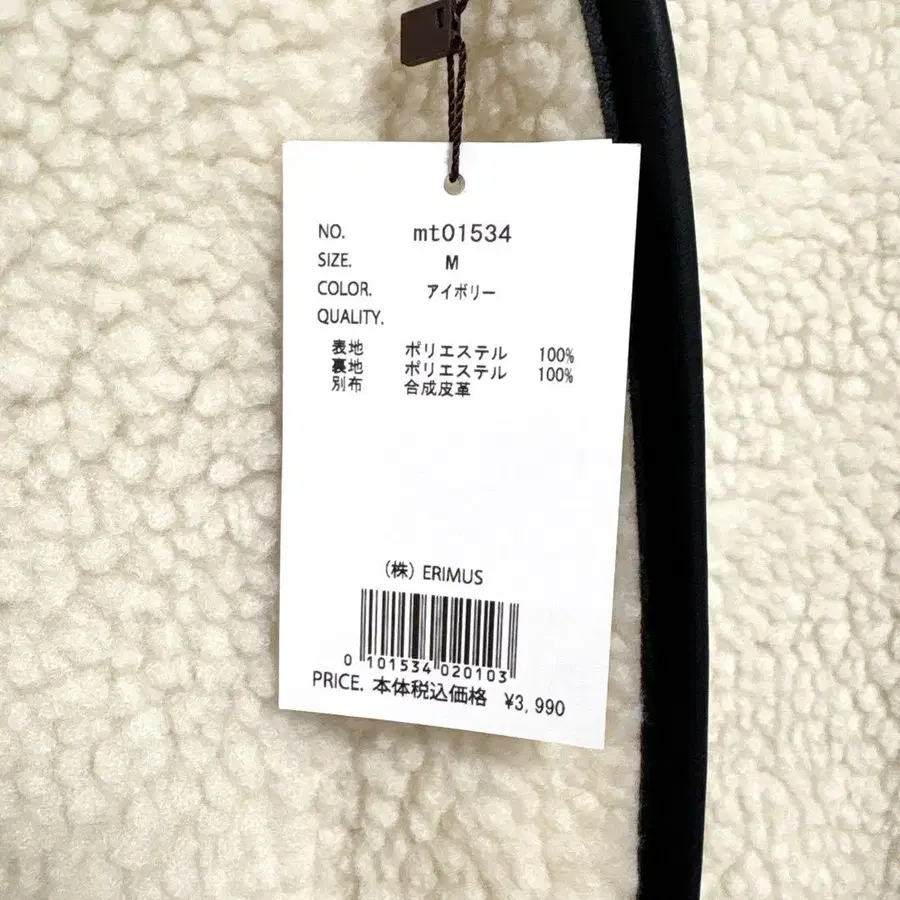 NO. mt01534
SIZE. M
COLOR. アイボリー
QUALITY.
表地 ポリエステル 100%
裏地 ポリエステル 100%
別布 合成皮革
(株) ERIMUS
0 101534 020103
PRICE. 本体税込価格 ¥3,990